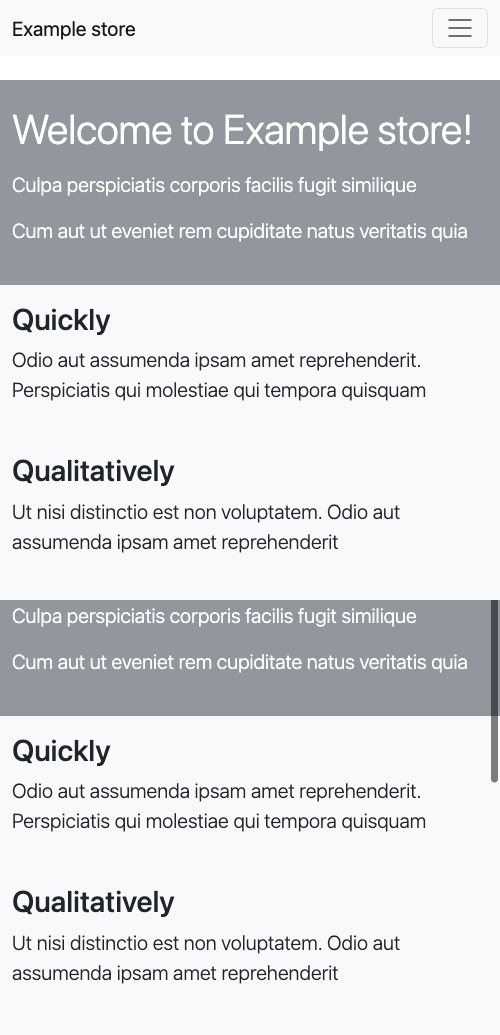 Example store
Welcome to Example store!
Culpa perspiciatis corporis facilis fugit similique
Cum aut ut eveniet rem cupiditate natus veritatis quia
Quickly
Odio aut assumenda ipsam amet reprehenderit.
Perspiciatis qui molestiae qui tempora quisquam
Qualitatively
Ut nisi distinctio est non voluptatem. Odio aut
assumenda ipsam amet reprehenderit
Culpa perspiciatis corporis facilis fugit similique
Cum aut ut eveniet rem cupiditate natus veritatis quia
Quickly
Odio aut assumenda ipsam amet reprehenderit.
Perspiciatis qui molestiae qui tempora quisquam
Qualitatively
Ut nisi distinctio est non voluptatem. Odio aut
assumenda ipsam amet reprehenderit